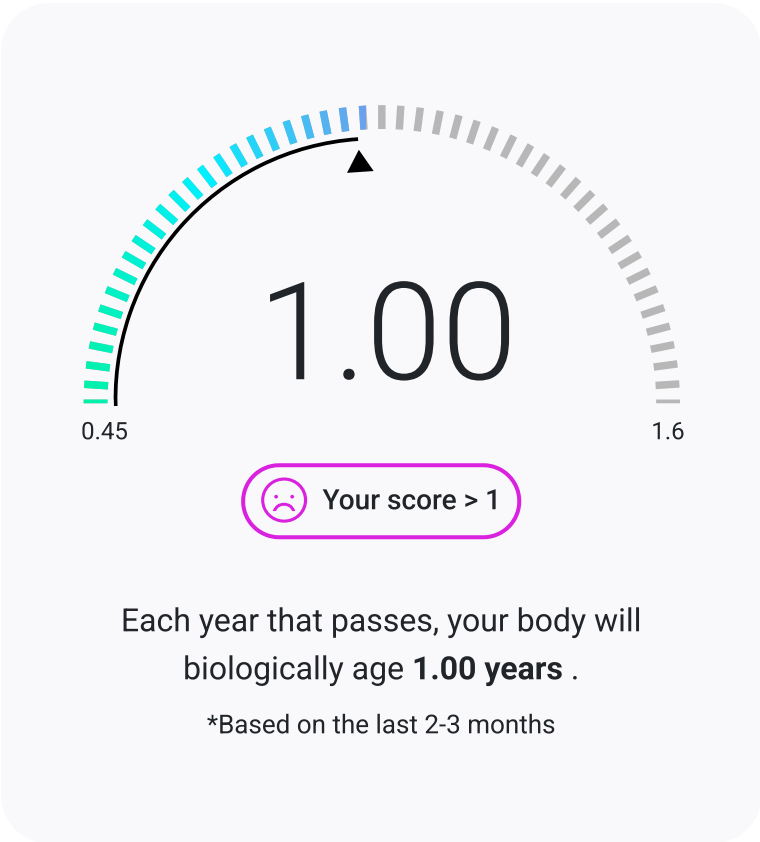 1.00
0.45
1.6
Your score > 1
Each year that passes, your body will
biologically age 1.00 years .
*Based on the last 2-3 months